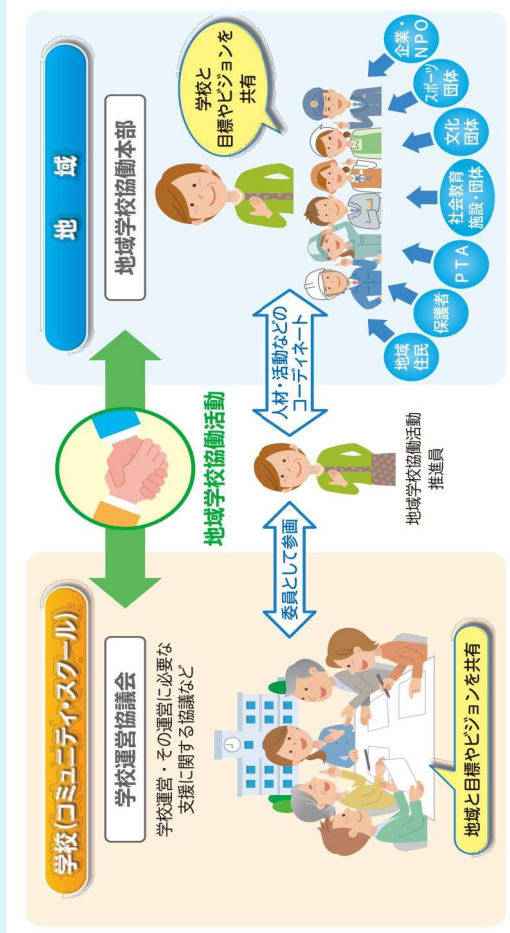 学校(コミュニティ・スクール)
学校運営協議会
学校運営・その運営に必要な
支援に関する協議など
地域と目標やビジョンを共有
地域学校協働活動
委員として参画
地域学校協働活動
推進員
人材・活動などの
コーディネート
地域
地域学校協働本部
学校と
目標やビジョンを
共有
地域
住民
保護者
PTA
社会教育
施設・団体
文化
団体
スポーツ
団体
企業・
NPO